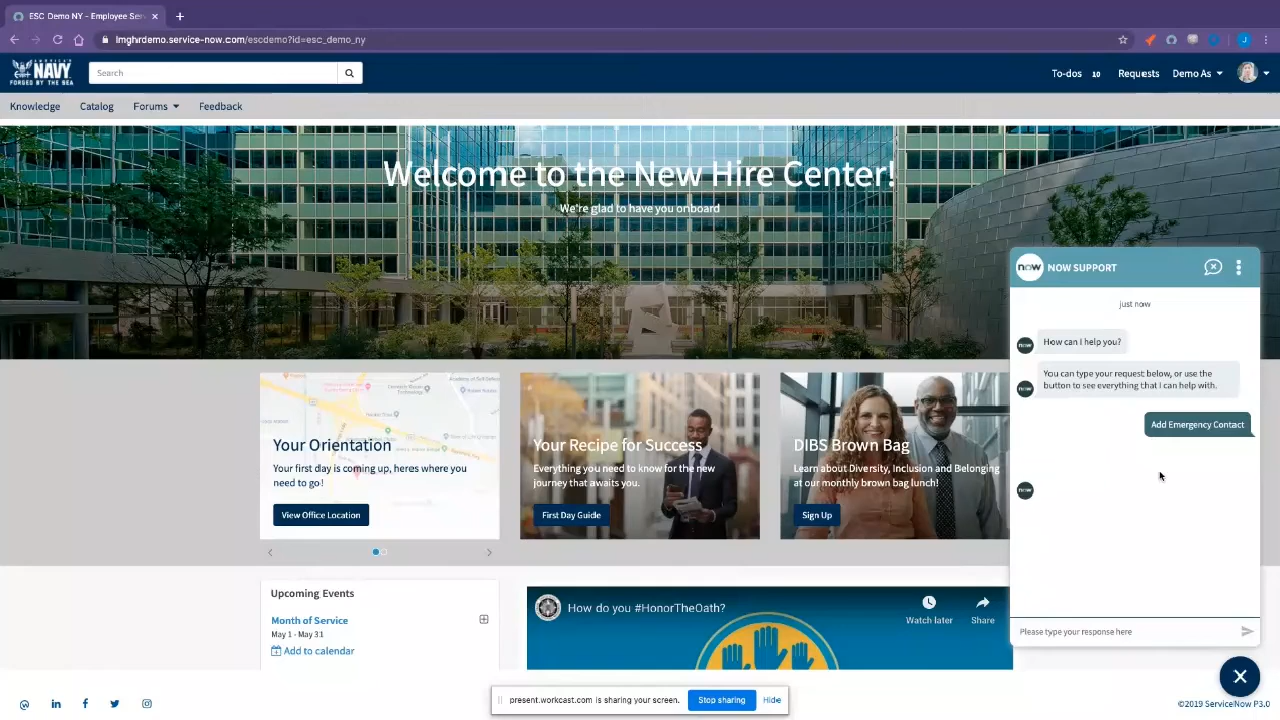 ESC Demo NY - Employee Ser
lmghrdemo.service-now.com/escdemo?id=esc_demo_ny
J
AMERICA'S
NAVY
FORGED BY THE SEA
Search
To-dos 10 Requests Demo As
Knowledge Catalog Forums Feedback
Welcome to the New Hire Center!
We're glad to have you onboard
now NOW SUPPORT
just now
now How can I help you?
You can type your request below, or use the
now button to see everything that I can help with.
Add Emergency Contact
now
Please type your response here
Your Orientation
Your first day is coming up, heres where you
need to go!
View Office Location
Your Recipe for Success
Everything you need to know for the new
journey that awaits you.
First Day Guide
DIBS Brown Bag
Learn about Diversity, Inclusion and Belonging
at our monthly brown bag lunch!
Sign Up
Upcoming Events
Month of Service
May 1 - May 31
Add to calendar
How do you #HonorTheOath?
Watch later Share
present.workcast.com is sharing your screen. Stop sharing Hide
©2019 ServiceNow P3.0